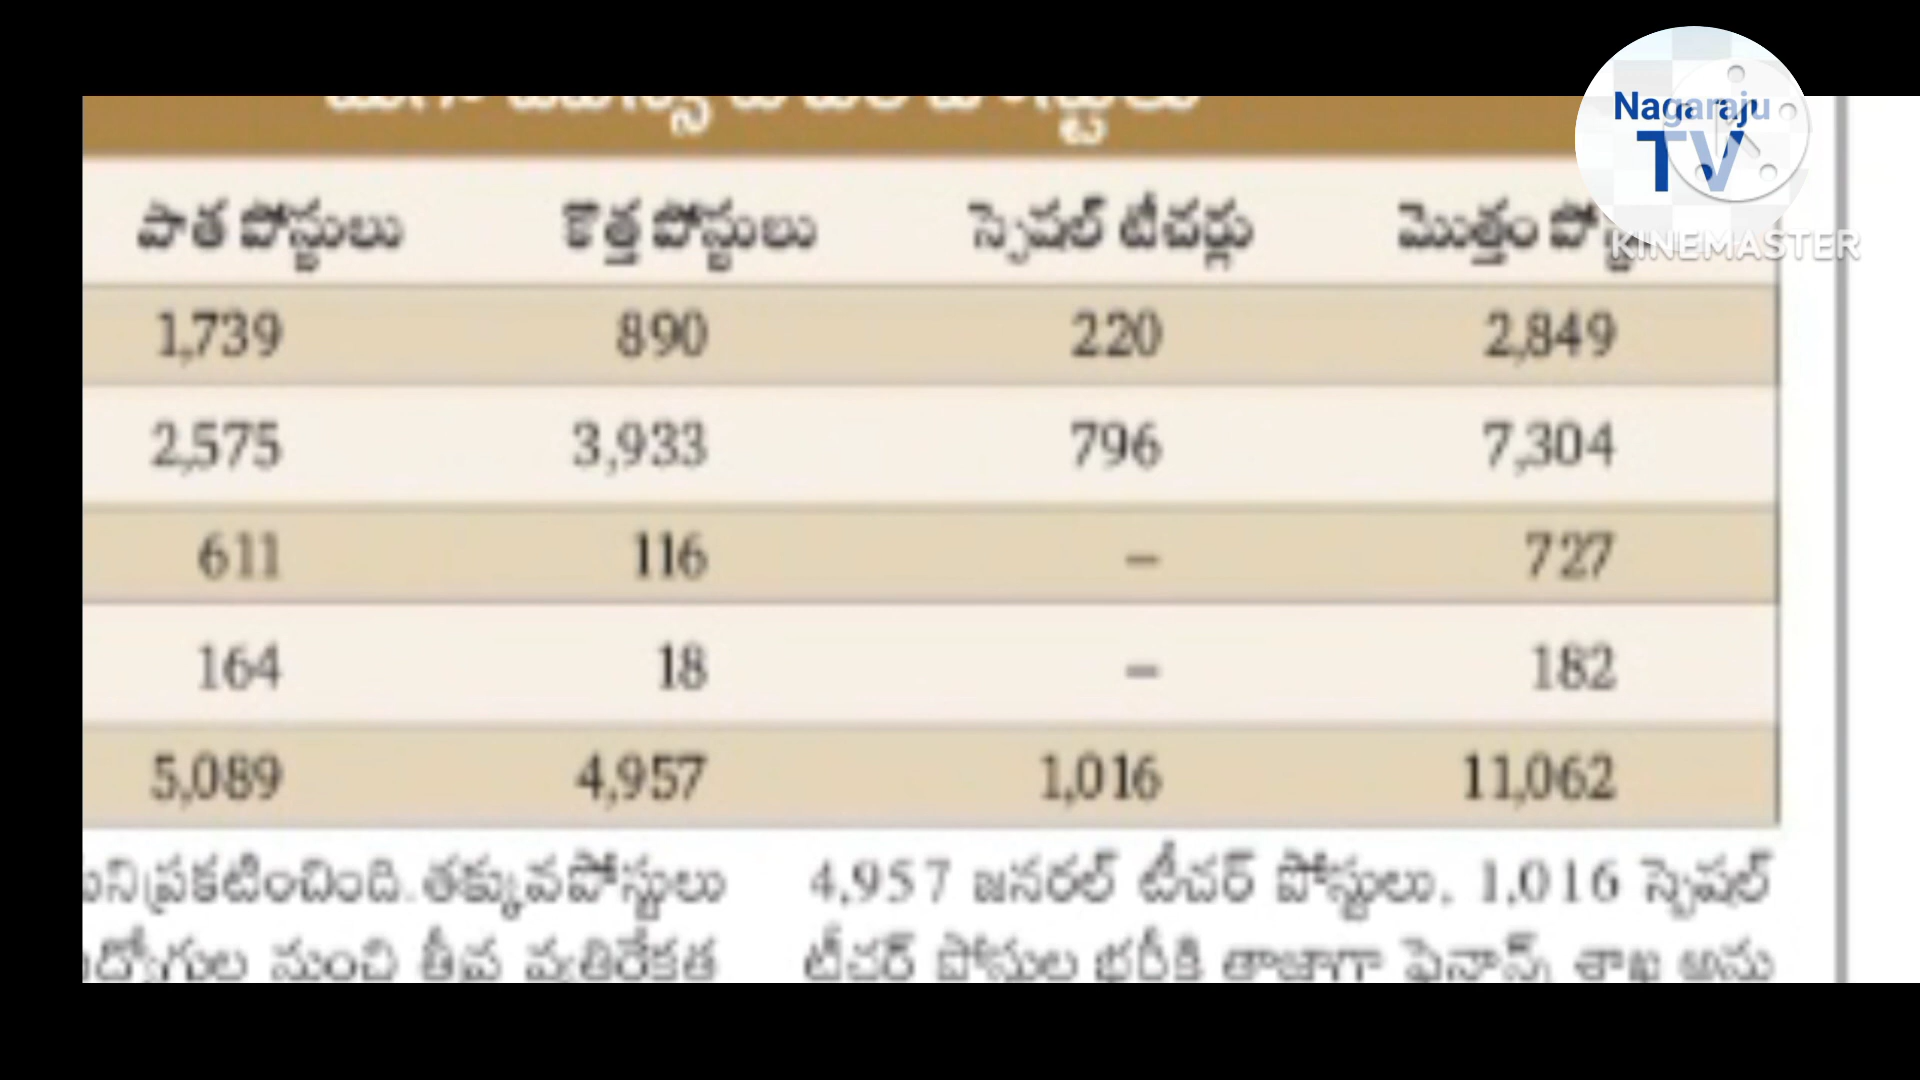 పోస్టులు
Nagaraju
TV
KINEMASTER
పాత పోస్టులు కొత్త పోస్టులు స్పెషల్ టీచర్లు మొత్తం
1,739 890 220 2,849
2,575 3,933 796 7,304
611 116 – 727
164 18 – 182
5,089 4,957 1,016 11,062
ప్రకటించింది. తక్కువ పోస్టులు
నుంచి తీవ్ర వ్యతిరేకత
4,957 జనరల్ టీచర్ పోస్టులు, 1,016 స్పెషల్
టీచర్ పోస్టుల భర్తీకి తాజాగా ఫైనాన్స్ శాఖ అను